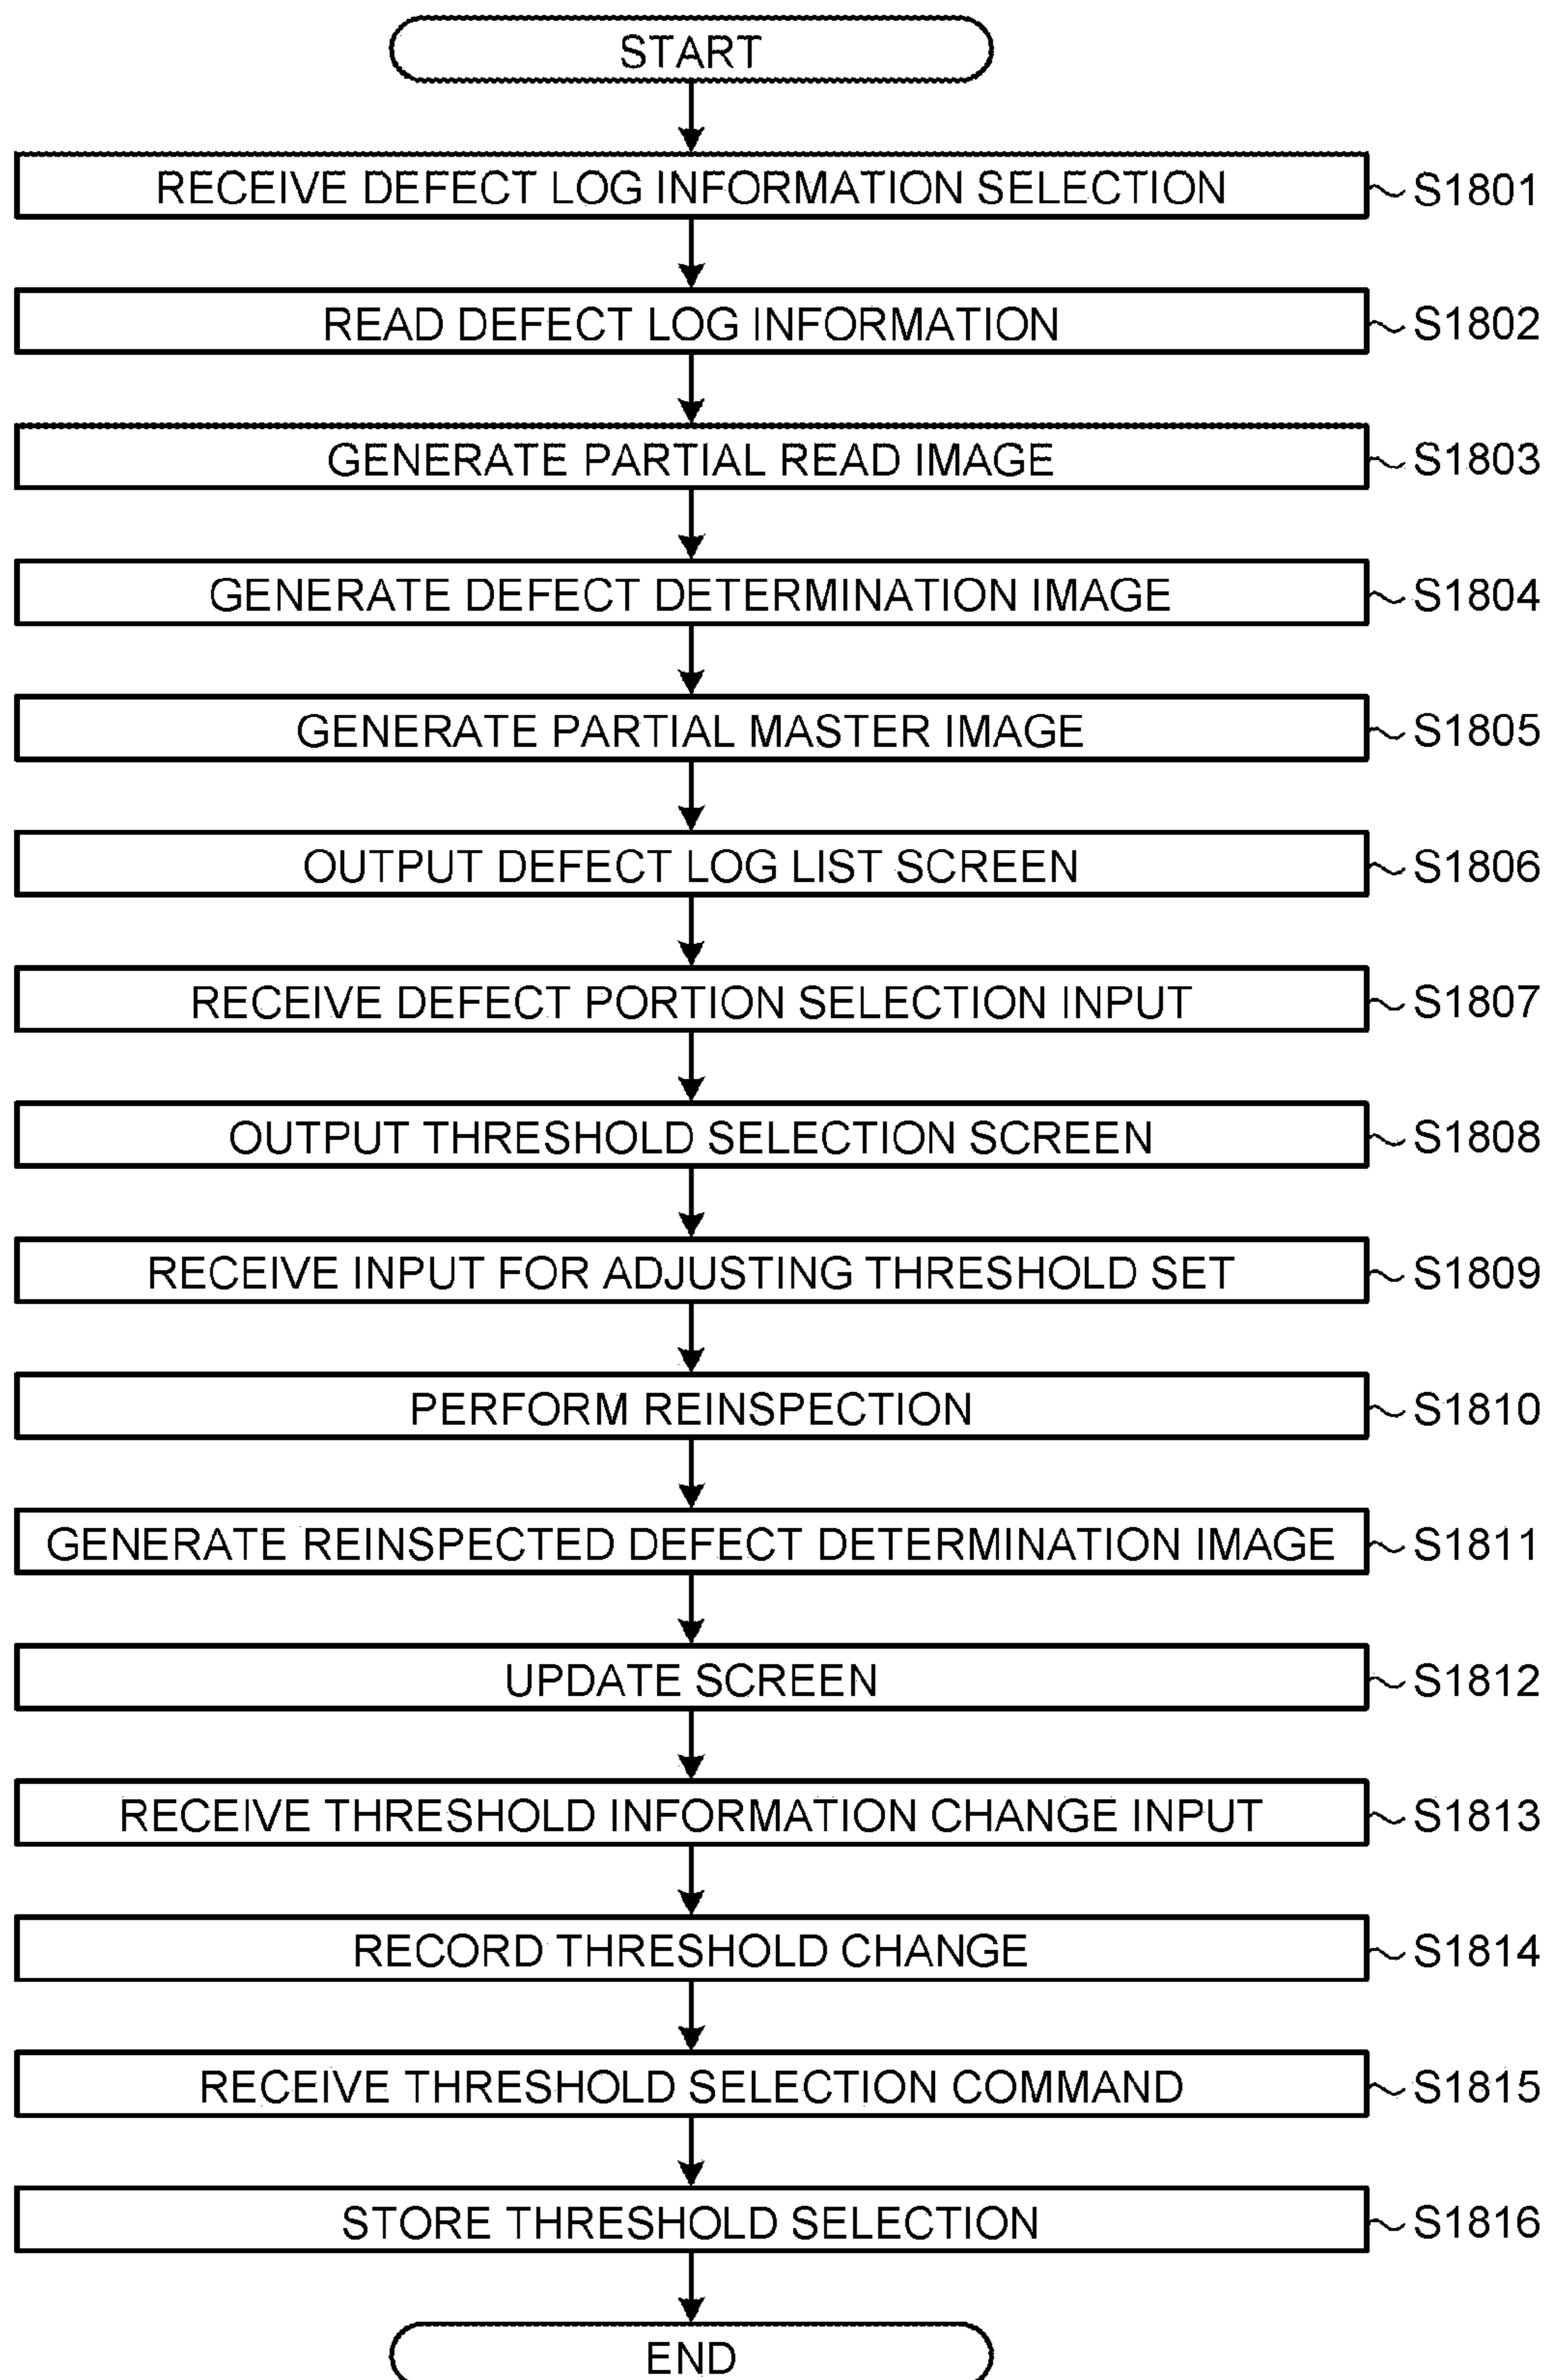 START
RECEIVE DEFECT LOG INFORMATION SELECTION S1801
READ DEFECT LOG INFORMATION S1802
GENERATE PARTIAL READ IMAGE S1803
GENERATE DEFECT DETERMINATION IMAGE S1804
GENERATE PARTIAL MASTER IMAGE S1805
OUTPUT DEFECT LOG LIST SCREEN S1806
RECEIVE DEFECT PORTION SELECTION INPUT S1807
OUTPUT THRESHOLD SELECTION SCREEN S1808
RECEIVE INPUT FOR ADJUSTING THRESHOLD SET S1809
PERFORM REINSPECTION S1810
GENERATE REINSPECTED DEFECT DETERMINATION IMAGE S1811
UPDATE SCREEN S1812
RECEIVE THRESHOLD INFORMATION CHANGE INPUT S1813
RECORD THRESHOLD CHANGE S1814
RECEIVE THRESHOLD SELECTION COMMAND S1815
STORE THRESHOLD SELECTION S1816
END